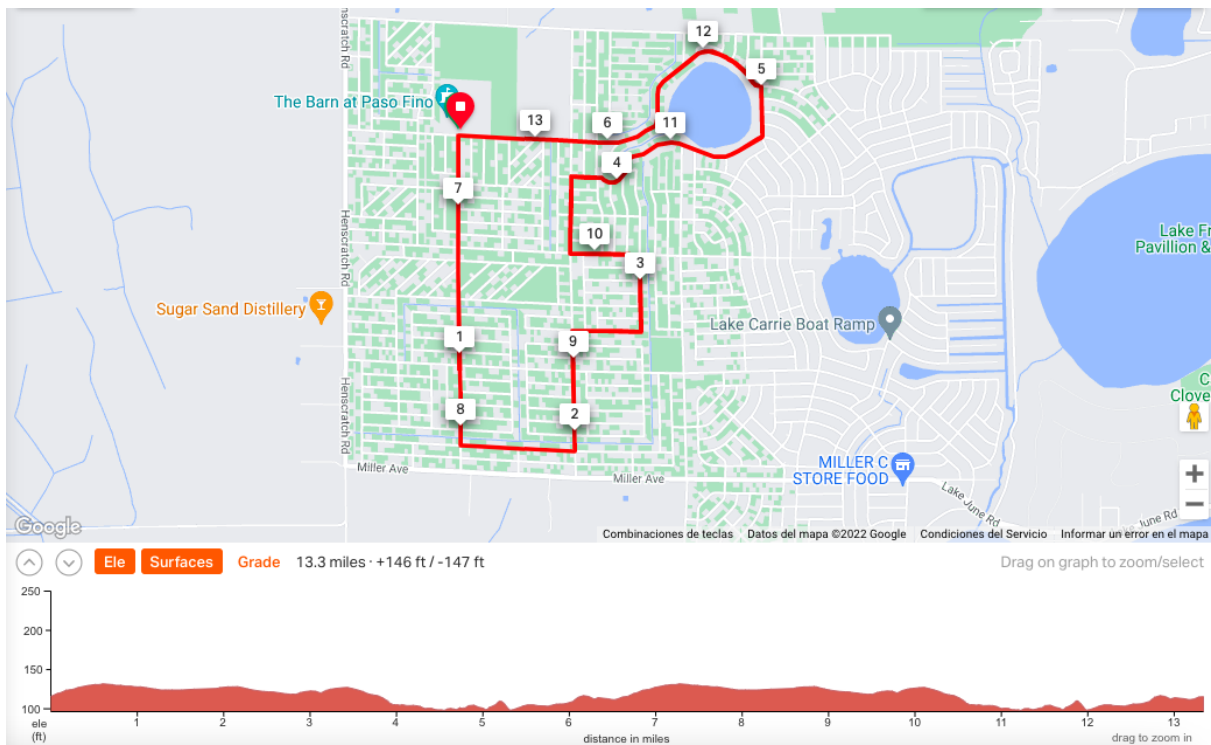 Henscratch Rd
12
5
The Barn at Paso Fino
13
6
11
4
7
Henscratch Rd
10
3
Lake Fr
Pavillion &
Sugar Sand Distillery
Lake Carrie Boat Ramp
1
9
C
Clove
Henscratch Rd
8
2
Miller Ave
Miller Ave
MILLER C
STORE FOOD
Lake June Rd
Lake June Rd
Google
Combinaciones de teclas Datos del mapa ©2022 Google Condiciones del Servicio Informar un error en el mapa
Ele Surfaces Grade 13.3 miles · +146 ft / -147 ft Drag on graph to zoom/select
250
200
150
100
ele
(ft)
1 2 3 4 5 6 7 8 9 10 11 12 13
distance in miles
drag to zoom in